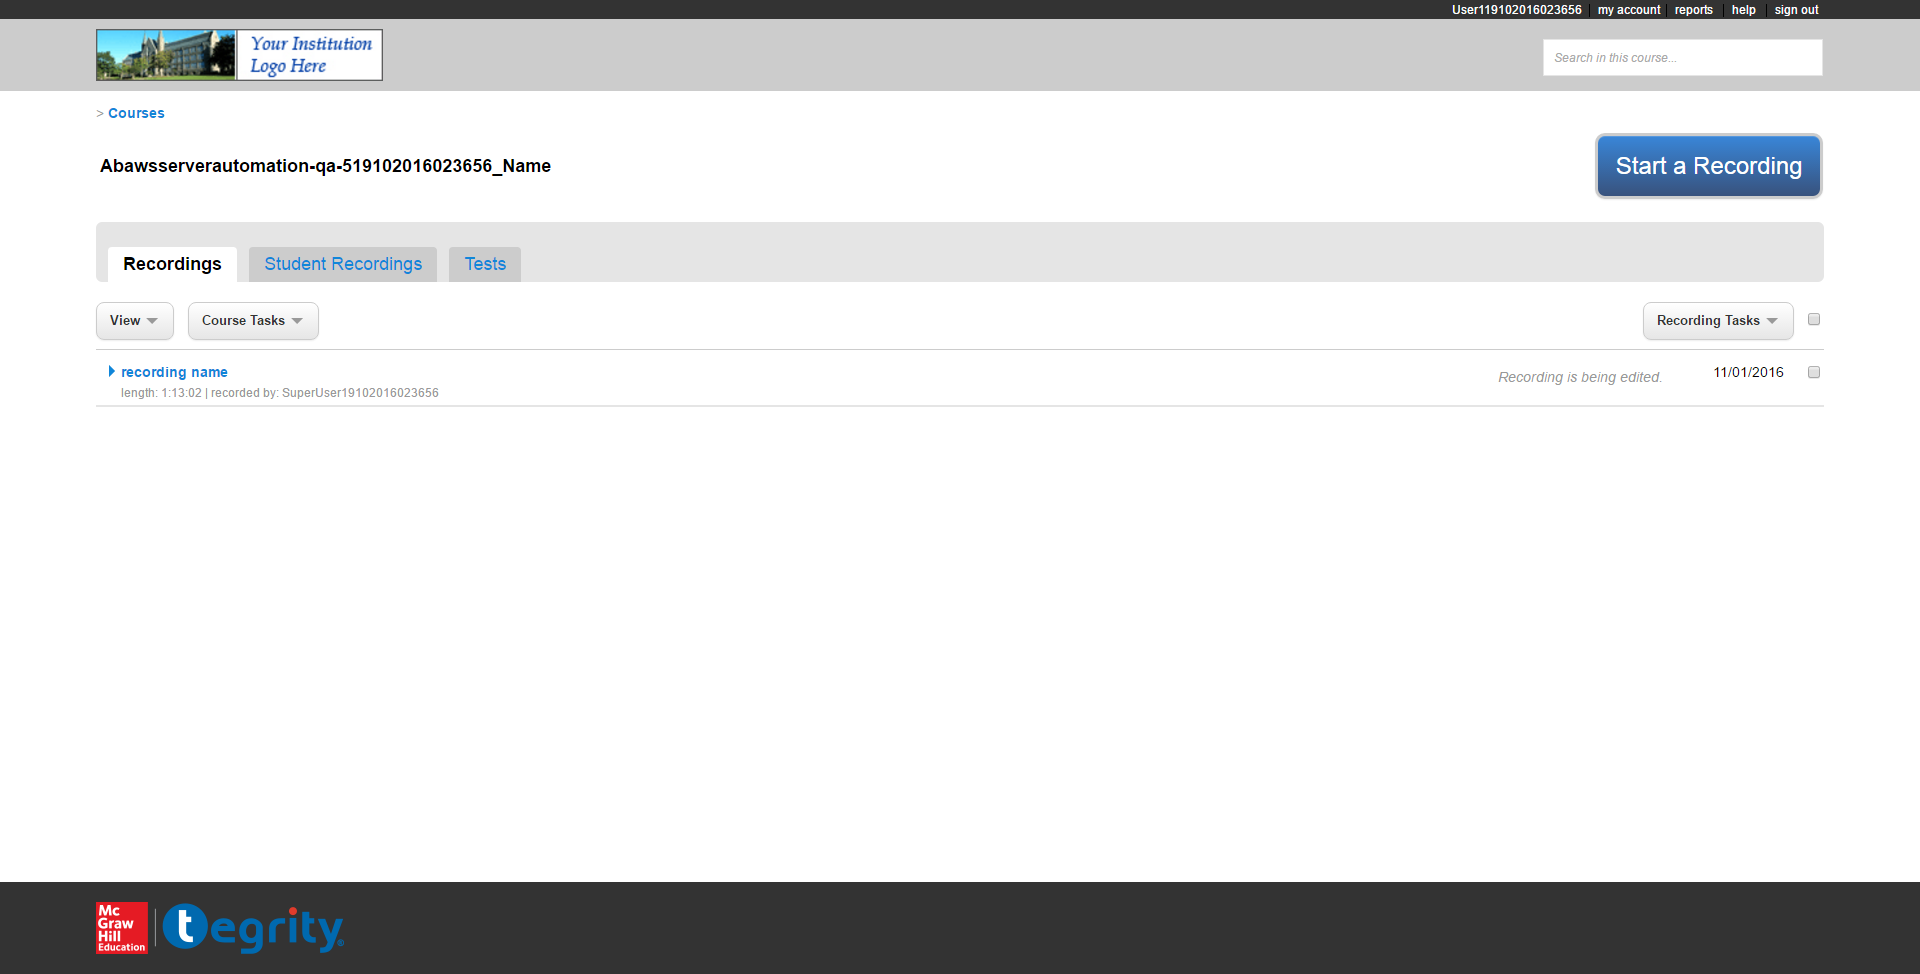 User119102016023656 my account reports help sign out
Your Institution
Logo Here
Search in this course...
> Courses
Abawsserverautomation-qa-519102016023656_Name
Start a Recording
Recordings Student Recordings Tests
View Course Tasks Recording Tasks
recording name
Recording is being edited. 11/01/2016
length: 1:13:02 | recorded by: SuperUser19102016023656
Mc
Graw
Hill
Education
tegrity®